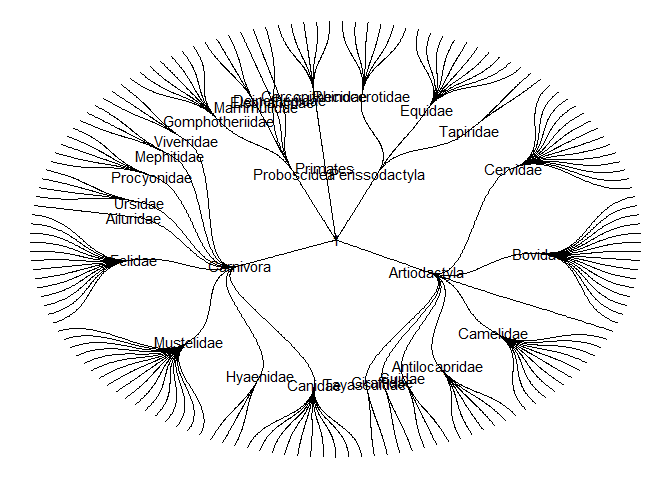 Cercopithecidae
Rhinocerotidae
Mammutidae
Equidae
Gomphotheriidae
Tapiridae
Viverridae
Mephitidae
Primates
Cervidae
Procyonidae
Proboscidea
Perissodactyla
Ursidae
Ailuridae
Felidae
Carnivora
Artiodactyla
Bovidae
Mustelidae
Camelidae
Hyaenidae
Antilocapridae
Canidae
Tayassuidae
Giraffidae
Suidae